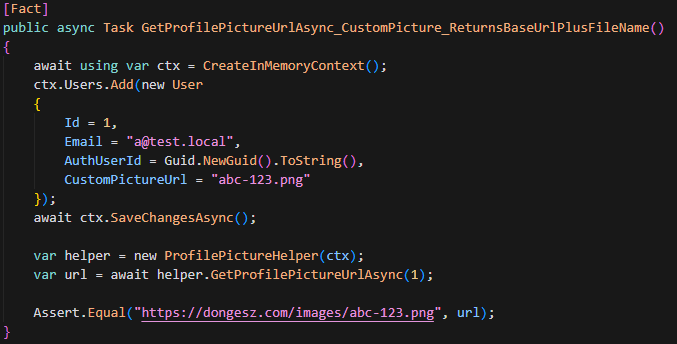 [Fact]
public async Task GetProfilePictureUrlAsync_CustomPicture_ReturnsBaseUrlPlusFileName()
{
    await using var ctx = CreateInMemoryContext();
    ctx.Users.Add(new User
    {
        Id = 1,
        Email = "a@test.local",
        AuthUserId = Guid.NewGuid().ToString(),
        CustomPictureUrl = "abc-123.png"
    });
    await ctx.SaveChangesAsync();

    var helper = new ProfilePictureHelper(ctx);
    var url = await helper.GetProfilePictureUrlAsync(1);

    Assert.Equal("https://dongesz.com/images/abc-123.png", url);
}